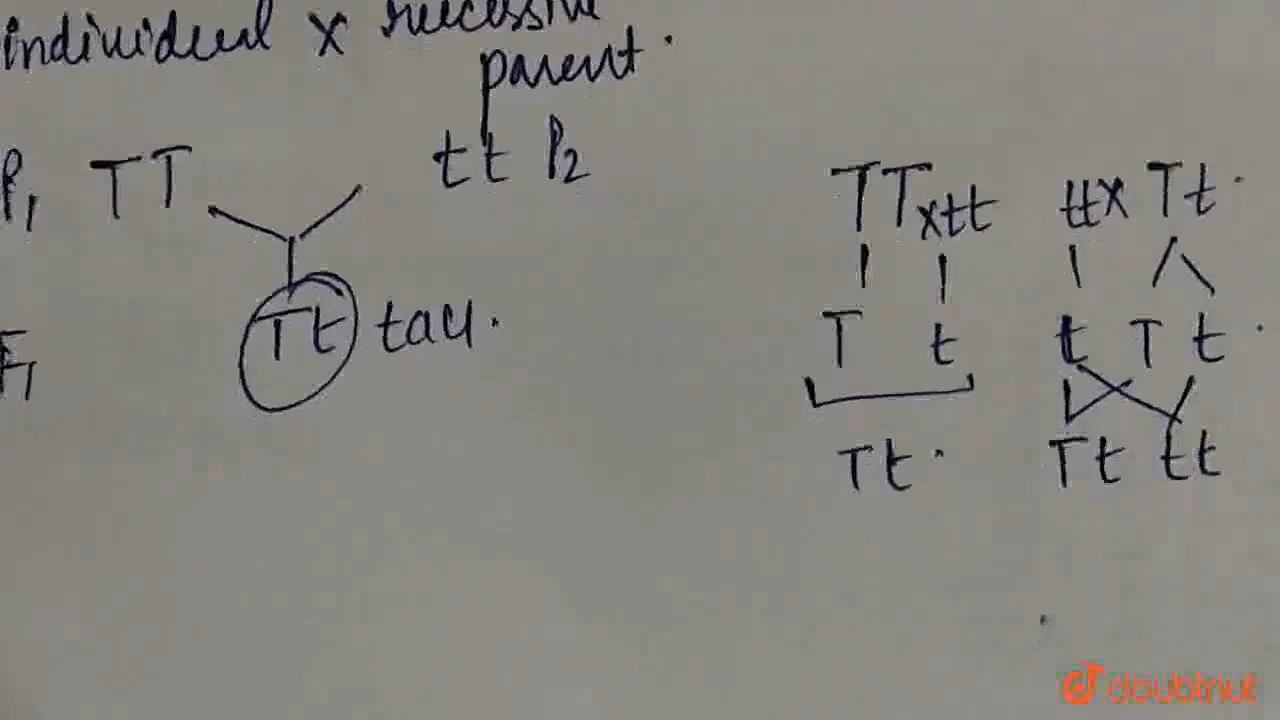 individual x recessive
parent.
P1 TT tt P2
TT x tt tt x Tt.
T t t T t.
F1 Tt tall.
Tt. Tt tt
doubtnut